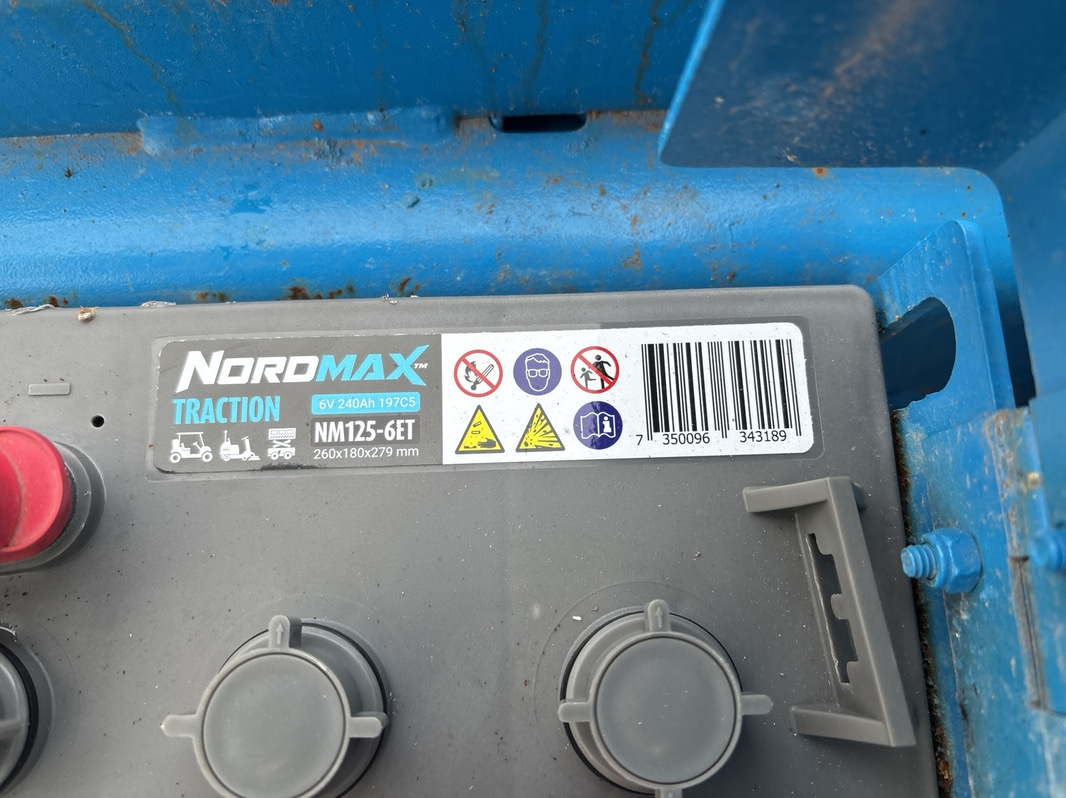 NORDMAX™
TRACTION
6V 240Ah 197C5
NM125-6ET
260x180x279 mm
7 350096 343189